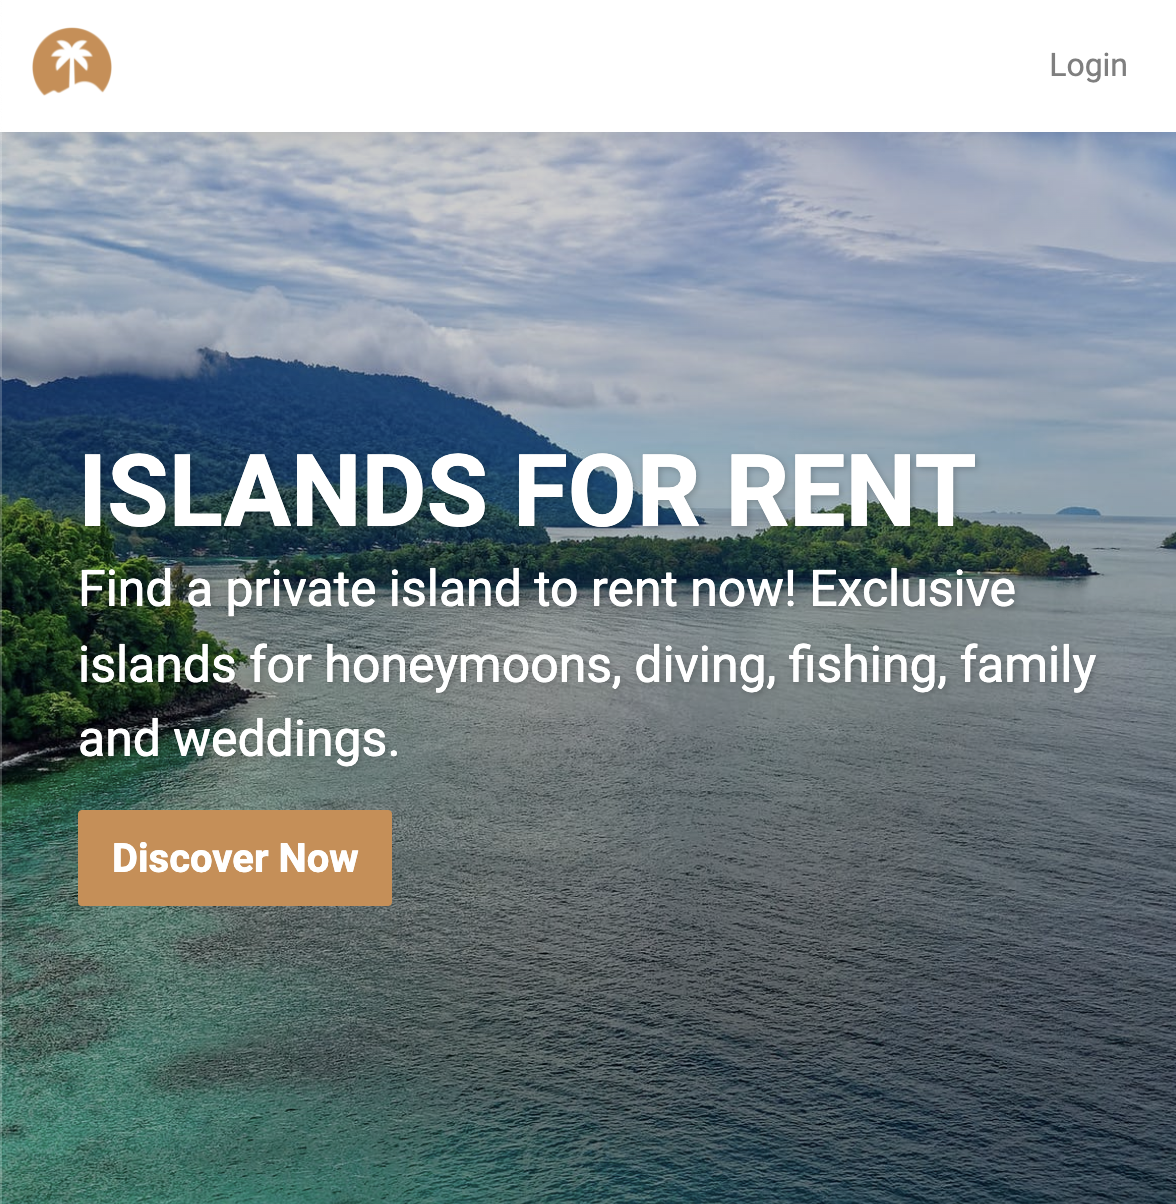 Login
ISLANDS FOR RENT
Find a private island to rent now! Exclusive
islands for honeymoons, diving, fishing, family
and weddings.
Discover Now